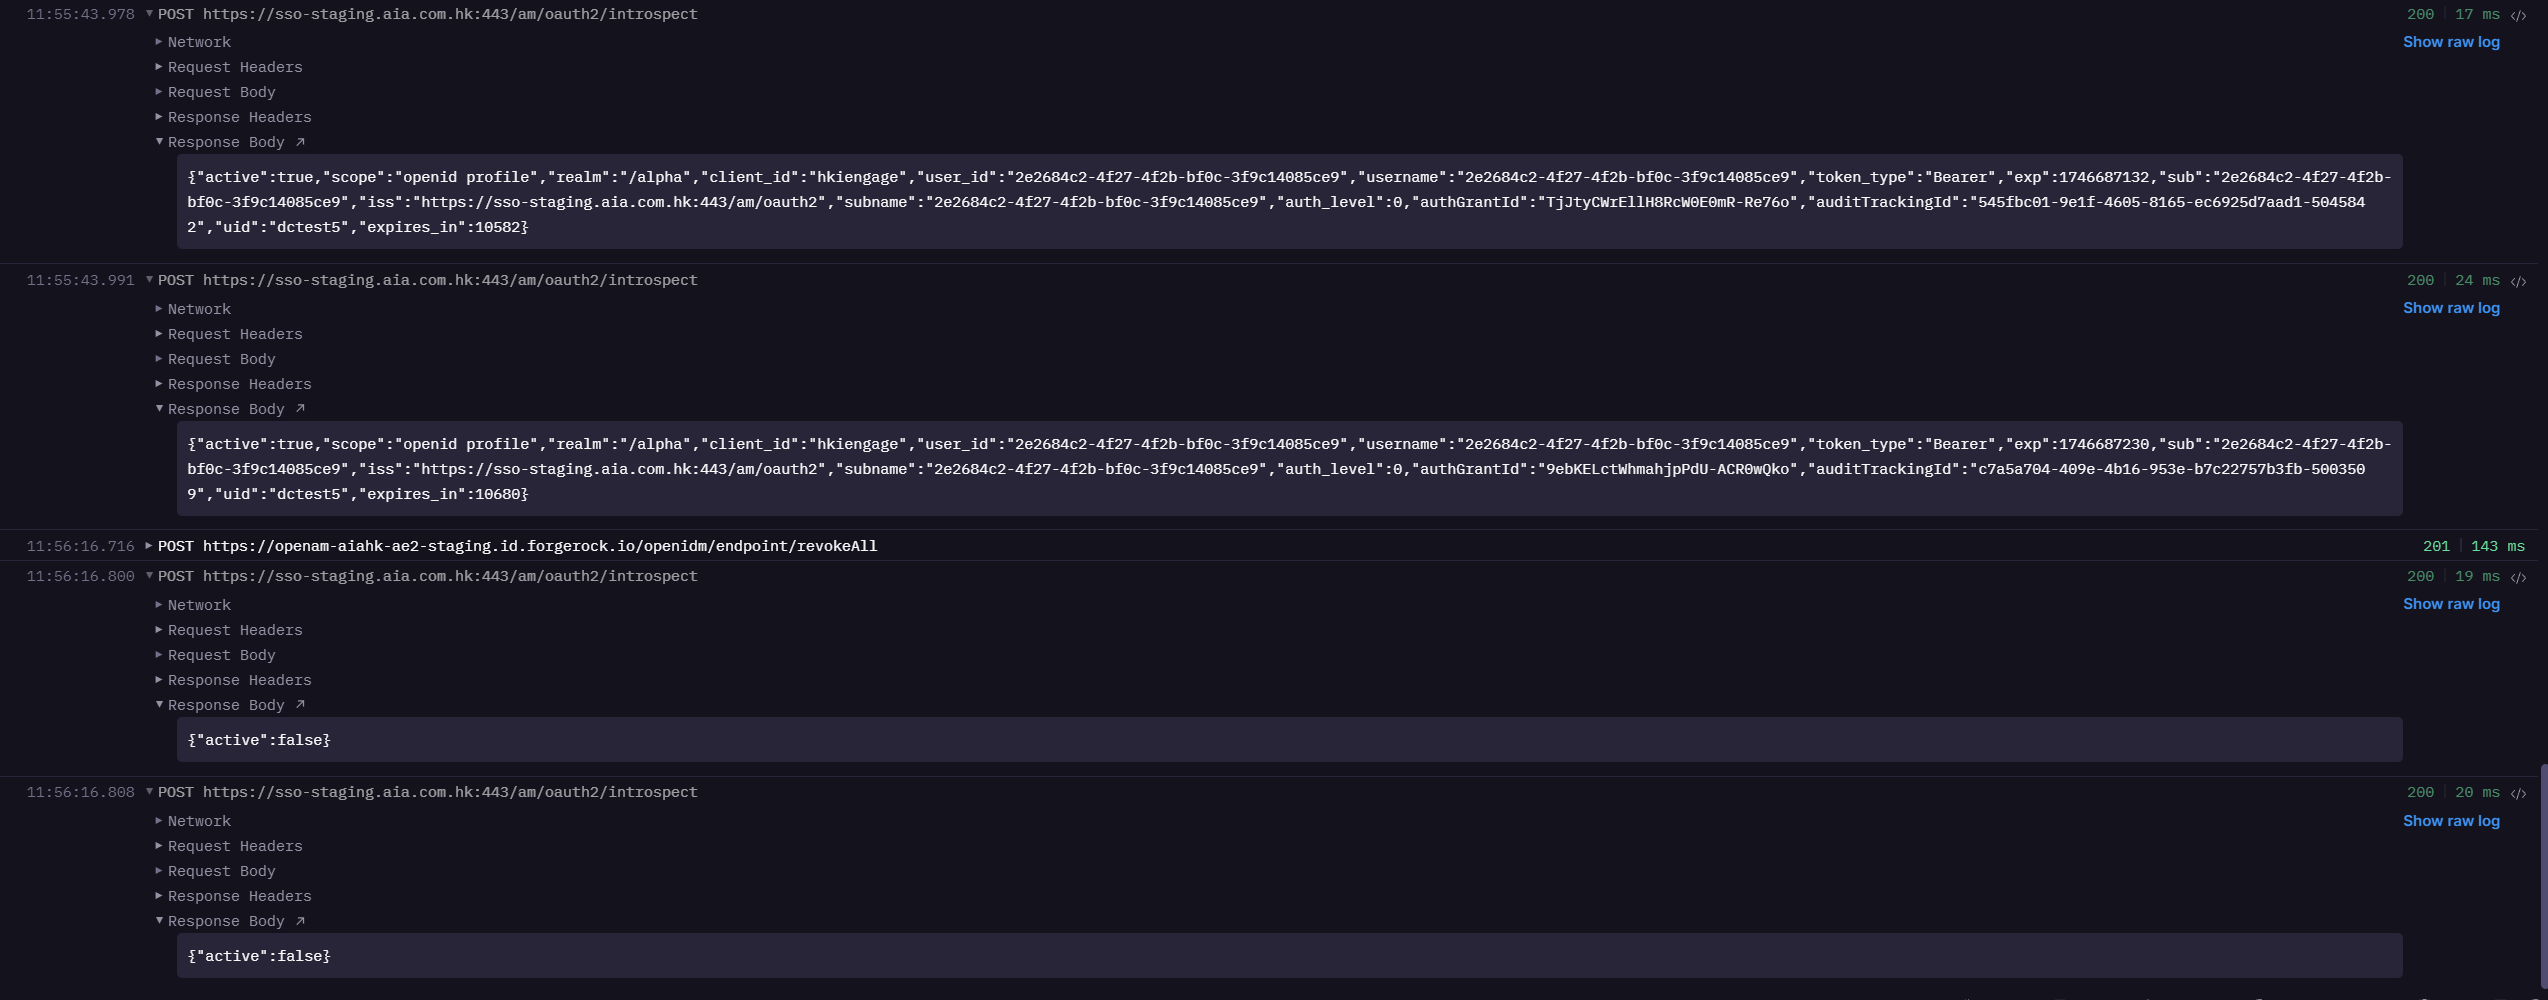 11:55:43.978 ▼ POST https://sso-staging.aia.com.hk:443/am/oauth2/introspect 200 | 17 ms </>
▶ Network Show raw log
▶ Request Headers
▶ Request Body
▶ Response Headers
▼ Response Body ↗
{"active":true,"scope":"openid profile","realm":"/alpha","client_id":"hkiengage","user_id":"2e2684c2-4f27-4f2b-bf0c-3f9c14085ce9","username":"2e2684c2-4f27-4f2b-bf0c-3f9c14085ce9","token_type":"Bearer","exp":1746687132,"sub":"2e2684c2-4f27-4f2b-
bf0c-3f9c14085ce9","iss":"https://sso-staging.aia.com.hk:443/am/oauth2","subname":"2e2684c2-4f27-4f2b-bf0c-3f9c14085ce9","auth_level":0,"authGrantId":"TjJtyCWrEllH8RcW0E0mR-Re76o","auditTrackingId":"545fbc01-9e1f-4605-8165-ec6925d7aad1-504584
2","uid":"dctest5","expires_in":10582}
11:55:43.991 ▼ POST https://sso-staging.aia.com.hk:443/am/oauth2/introspect 200 | 24 ms </>
▶ Network Show raw log
▶ Request Headers
▶ Request Body
▶ Response Headers
▼ Response Body ↗
{"active":true,"scope":"openid profile","realm":"/alpha","client_id":"hkiengage","user_id":"2e2684c2-4f27-4f2b-bf0c-3f9c14085ce9","username":"2e2684c2-4f27-4f2b-bf0c-3f9c14085ce9","token_type":"Bearer","exp":1746687230,"sub":"2e2684c2-4f27-4f2b-
bf0c-3f9c14085ce9","iss":"https://sso-staging.aia.com.hk:443/am/oauth2","subname":"2e2684c2-4f27-4f2b-bf0c-3f9c14085ce9","auth_level":0,"authGrantId":"9ebKELctWhmahjpPdU-ACR0wQko","auditTrackingId":"c7a5a704-409e-4b16-953e-b7c22757b3fb-500350
9","uid":"dctest5","expires_in":10680}
11:56:16.716 ▶ POST https://openam-aiahk-ae2-staging.id.forgerock.io/openidm/endpoint/revokeAll 201 | 143 ms
11:56:16.800 ▼ POST https://sso-staging.aia.com.hk:443/am/oauth2/introspect 200 | 19 ms </>
▶ Network Show raw log
▶ Request Headers
▶ Request Body
▶ Response Headers
▼ Response Body ↗
{"active":false}
11:56:16.808 ▼ POST https://sso-staging.aia.com.hk:443/am/oauth2/introspect 200 | 20 ms </>
▶ Network Show raw log
▶ Request Headers
▶ Request Body
▶ Response Headers
▼ Response Body ↗
{"active":false}